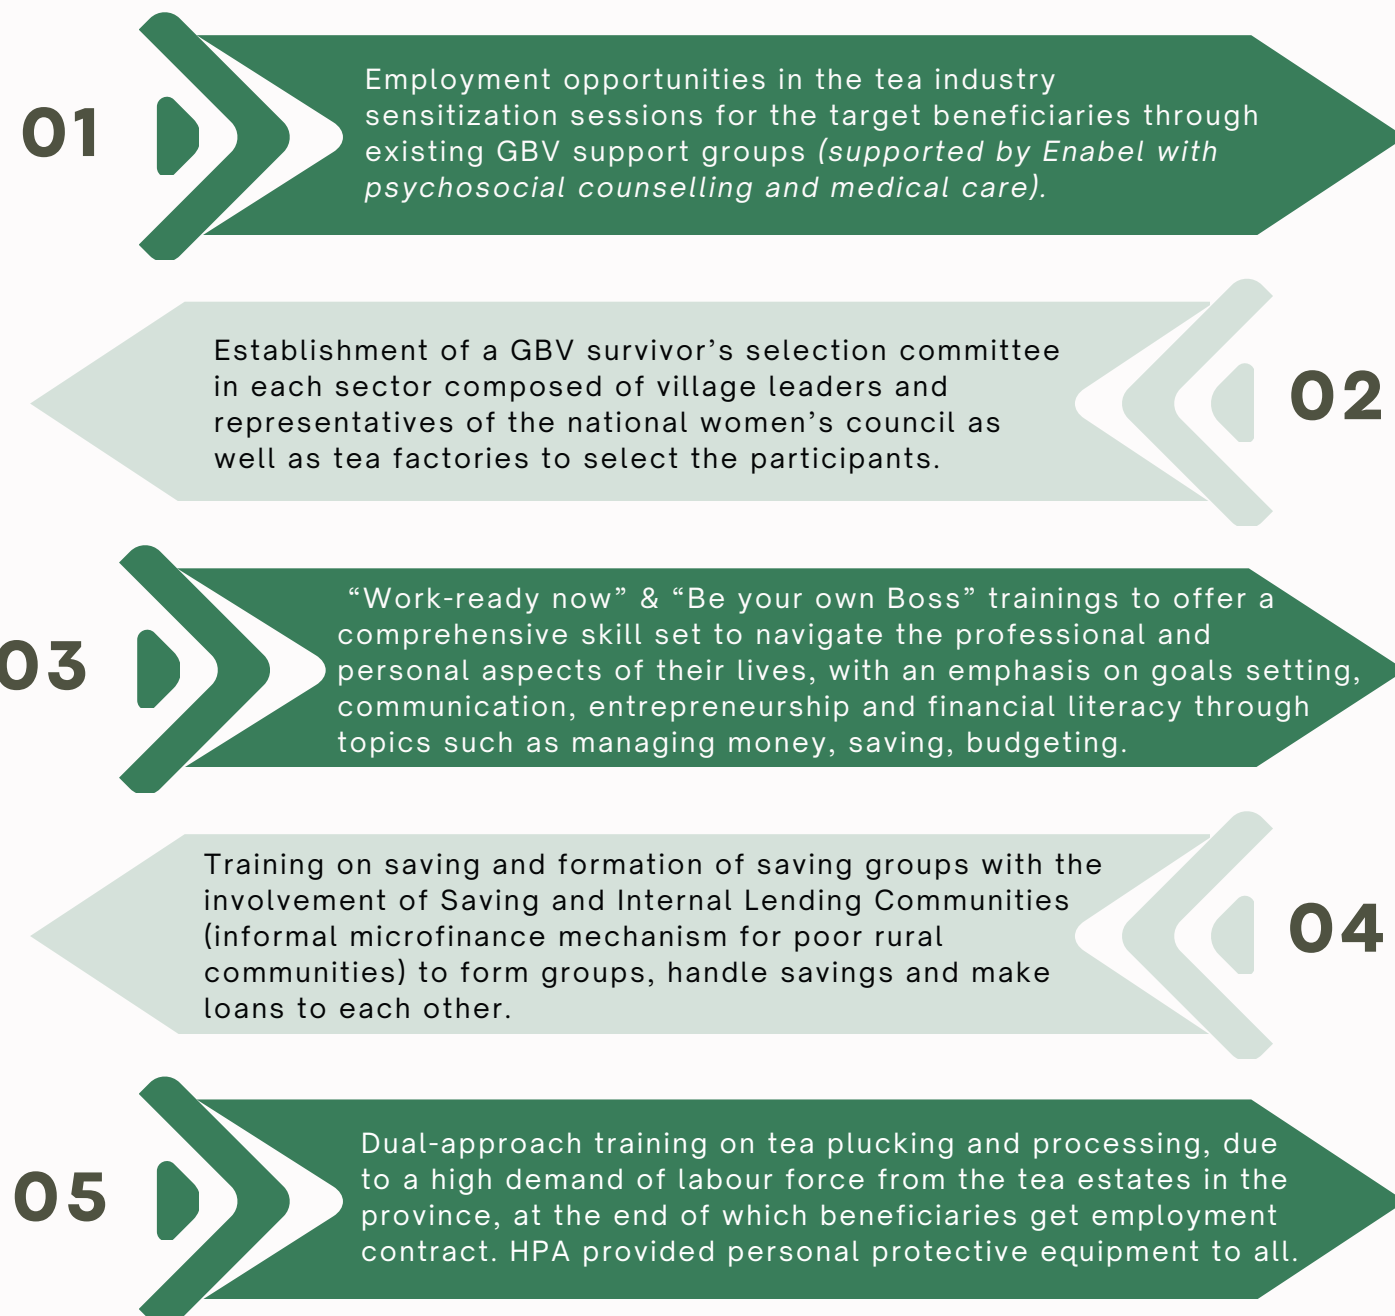 01
Employment opportunities in the tea industry
sensitization sessions for the target beneficiaries through
existing GBV support groups (supported by Enabel with
psychosocial counselling and medical care).
Establishment of a GBV survivor’s selection committee
in each sector composed of village leaders and
representatives of the national women’s council as
well as tea factories to select the participants.
02
03
“Work-ready now” & “Be your own Boss” trainings to offer a
comprehensive skill set to navigate the professional and
personal aspects of their lives, with an emphasis on goals setting,
communication, entrepreneurship and financial literacy through
topics such as managing money, saving, budgeting.
Training on saving and formation of saving groups with the
involvement of Saving and Internal Lending Communities
(informal microfinance mechanism for poor rural
communities) to form groups, handle savings and make
loans to each other.
04
05
Dual-approach training on tea plucking and processing, due
to a high demand of labour force from the tea estates in the
province, at the end of which beneficiaries get employment
contract. HPA provided personal protective equipment to all.